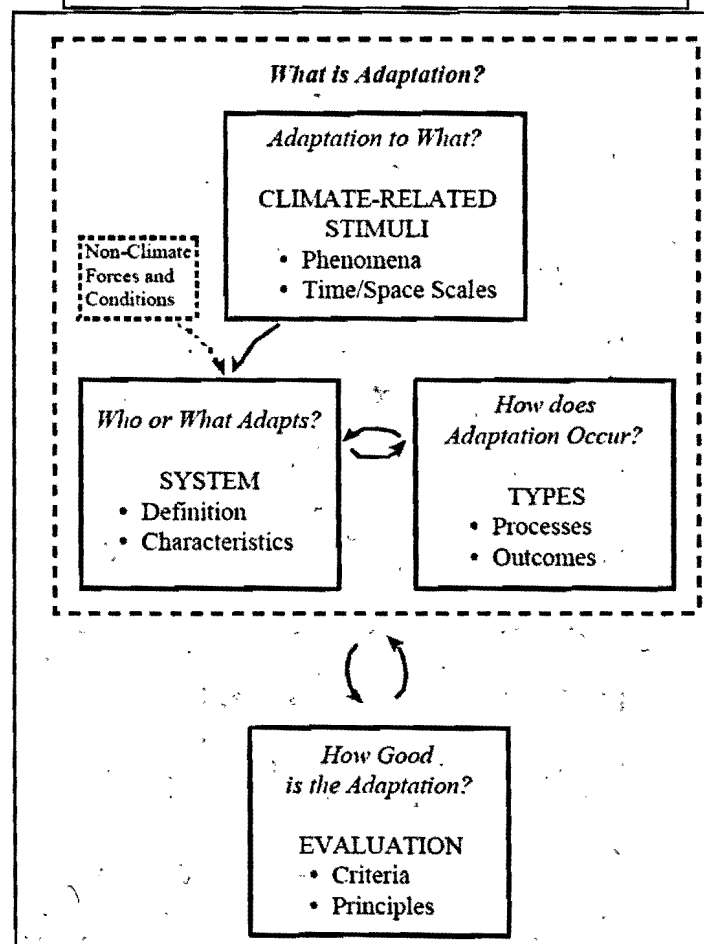 What is Adaptation?
Adaptation to What?
CLIMATE-RELATED
STIMULI
• Phenomena
• Time/Space Scales
Non-Climate
Forces and
Conditions
Who or What Adapts?
SYSTEM
• Definition
• Characteristics
How does
Adaptation Occur?
TYPES
• Processes
• Outcomes
How Good
is the Adaptation?
EVALUATION
• Criteria
• Principles